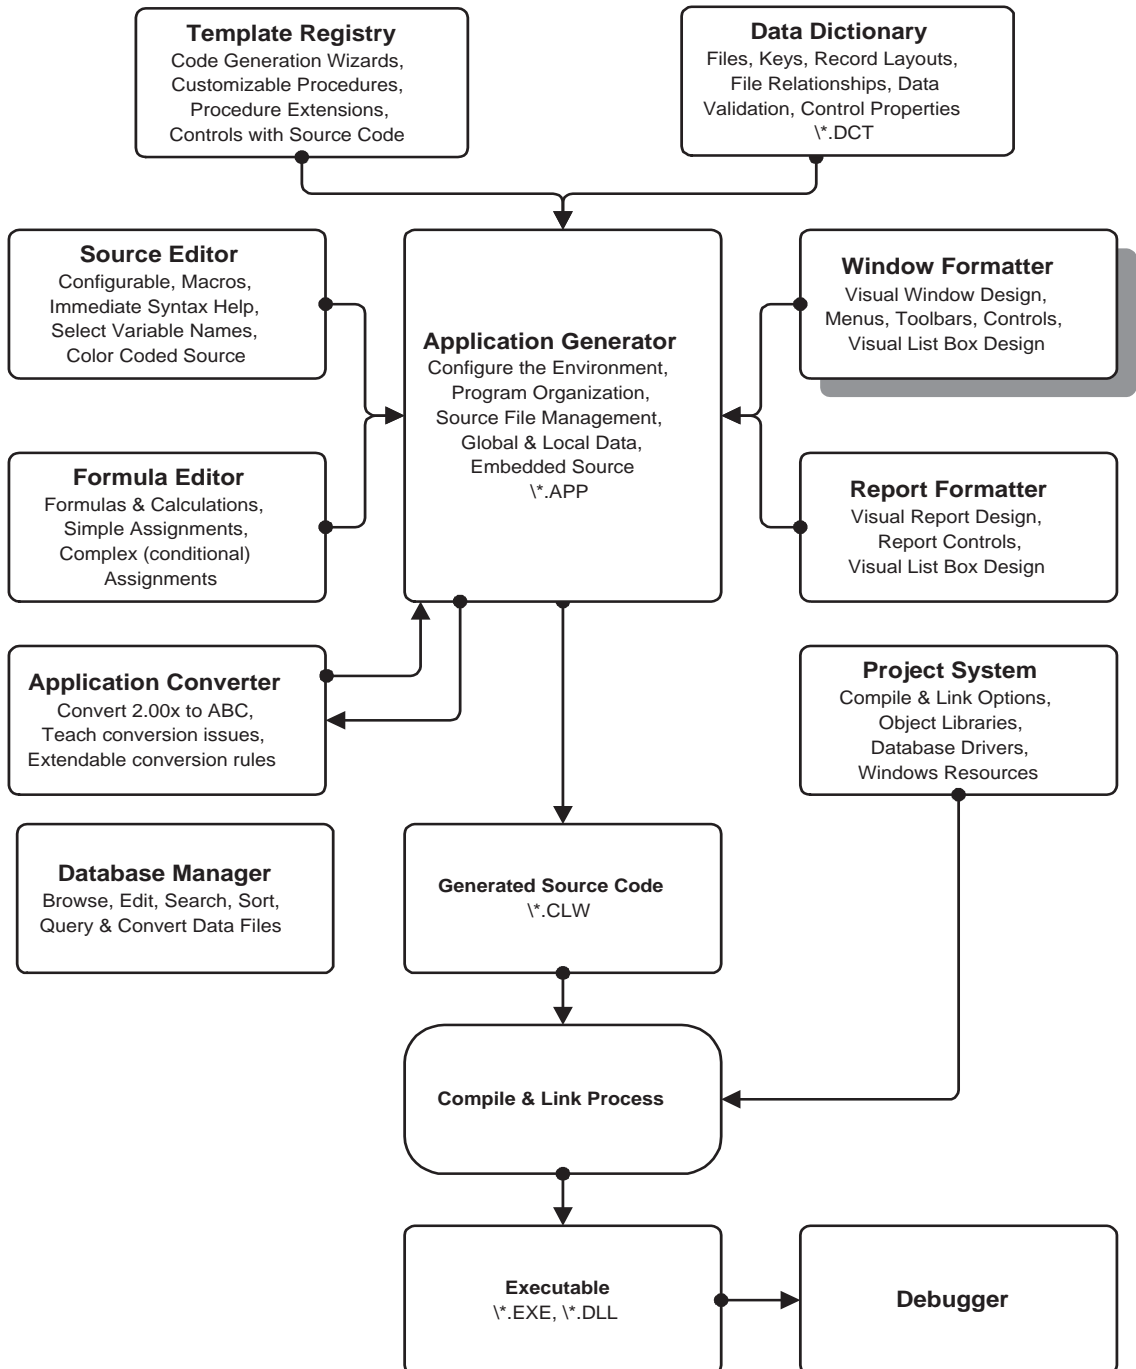 Template Registry
Code Generation Wizards,
Customizable Procedures,
Procedure Extensions,
Controls with Source Code
Data Dictionary
Files, Keys, Record Layouts,
File Relationships, Data
Validation, Control Properties
\*.DCT
Source Editor
Configurable, Macros,
Immediate Syntax Help,
Select Variable Names,
Color Coded Source
Application Generator
Configure the Environment,
Program Organization,
Source File Management,
Global & Local Data,
Embedded Source
\*.APP
Window Formatter
Visual Window Design,
Menus, Toolbars, Controls,
Visual List Box Design
Formula Editor
Formulas & Calculations,
Simple Assignments,
Complex (conditional)
Assignments
Report Formatter
Visual Report Design,
Report Controls,
Visual List Box Design
Application Converter
Convert 2.00x to ABC,
Teach conversion issues,
Extendable conversion rules
Project System
Compile & Link Options,
Object Libraries,
Database Drivers,
Windows Resources
Database Manager
Browse, Edit, Search, Sort,
Query & Convert Data Files
Generated Source Code
\*.CLW
Compile & Link Process
Executable
\*.EXE, \*.DLL
Debugger